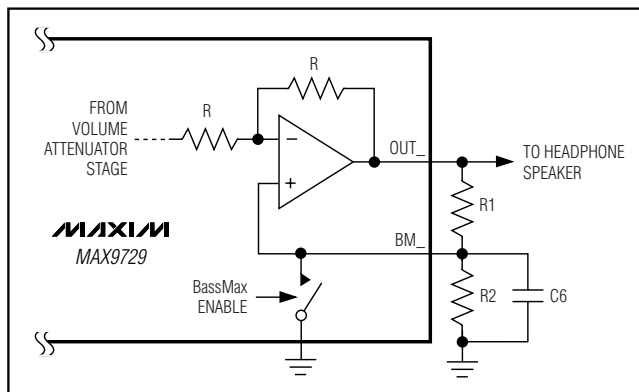 R
FROM
VOLUME
ATTENUATOR
STAGE
R
−
+
OUT_
TO HEADPHONE
SPEAKER
R1
MAXIM
MAX9729
BM_
BassMax
ENABLE
R2
C6